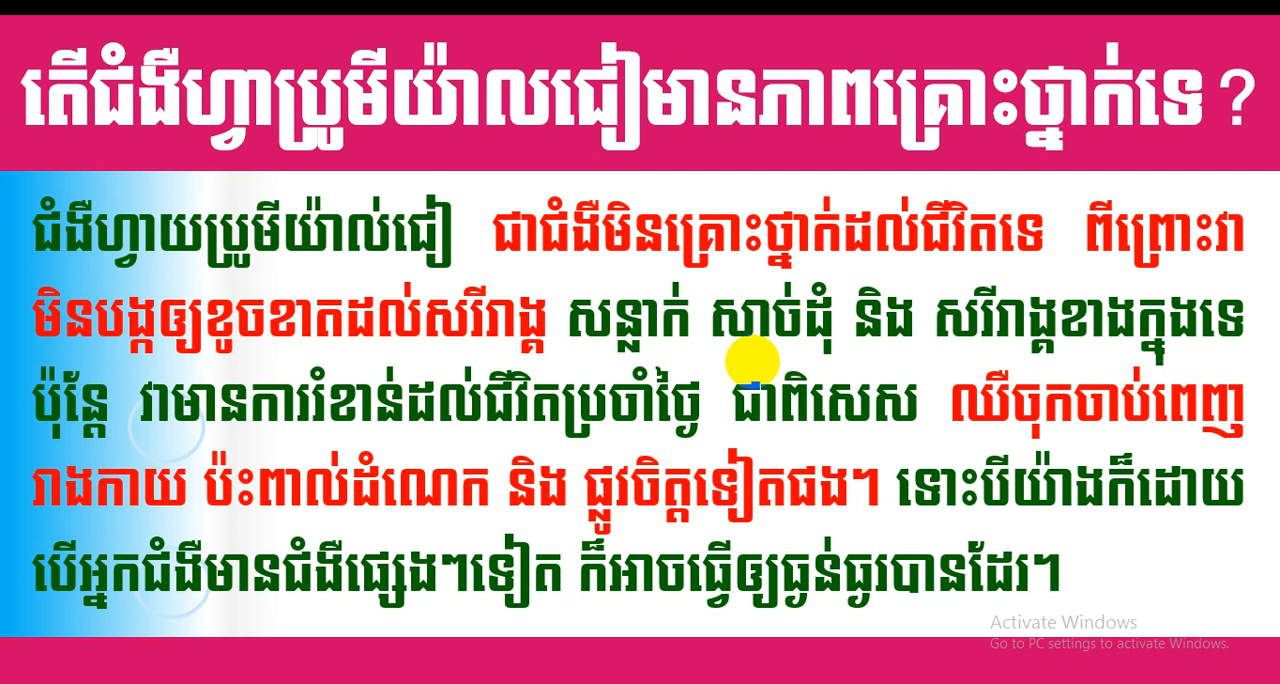 តើជំងឺហ្វាប្រូមីយ៉ាលជៀមានភាពគ្រោះថ្នាក់ទេ?
ជំងឺហ្វាយប្រូមីយ៉ាល់ជៀ ជាជំងឺមិនគ្រោះថ្នាក់ដល់ជីវិតទេ ពីព្រោះវា
មិនបង្កឲ្យខូចខាតដល់សរីរាង្គ សន្លាក់ សាច់ដុំ និង សរីរាង្គខាងក្នុងទេ
ប៉ុន្តែ វាមានការរំខាន់ដល់ជីវិតប្រចាំថ្ងៃ ជាពិសេស ឈឺចុកចាប់ពេញ
រាងកាយ ប៉ះពាល់ដំណេក និង ផ្លូវចិត្តទៀតផង។ ទោះបីយ៉ាងក៏ដោយ
បើអ្នកជំងឺមានជំងឺផ្សេងៗទៀត ក៏អាចធ្វើឲ្យធ្ងន់ធ្ងរបានដែរ។
Activate Windows
Go to PC settings to activate Windows.